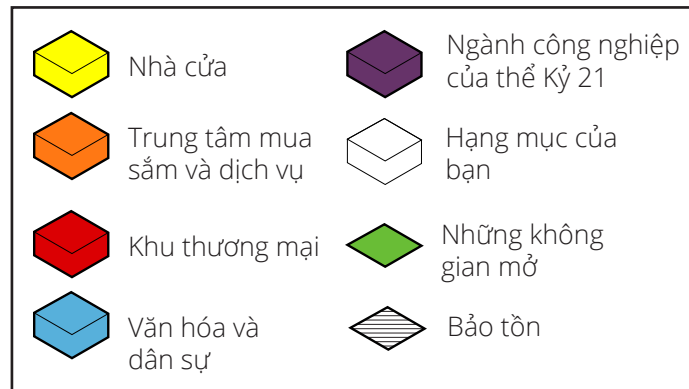 Nhà cửa
Trung tâm mua
sắm và dịch vụ
Khu thương mại
Văn hóa và
dân sự
Ngành công nghiệp
của thể Kỷ 21
Hạng mục của
bạn
Những không
gian mở
Bảo tồn